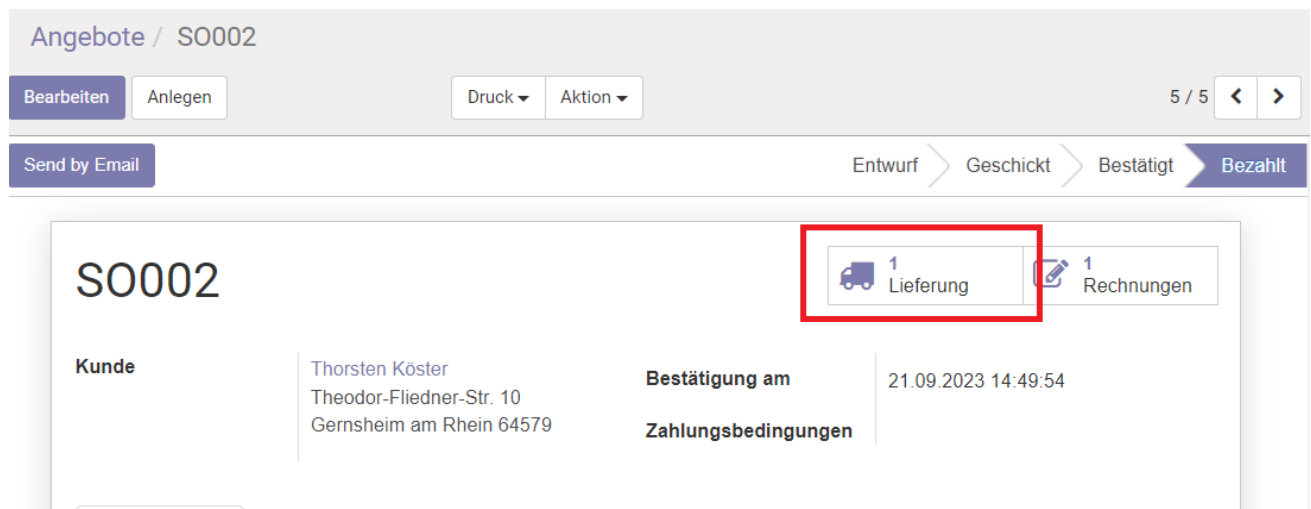 Angebote / SO002
Bearbeiten Anlegen Druck Aktion 5 / 5
Send by Email Entwurf Geschickt Bestätigt Bezahlt
SO002
1 Lieferung
1 Rechnungen
Kunde
Thorsten Köster
Theodor-Fliedner-Str. 10
Gernsheim am Rhein 64579
Bestätigung am 21.09.2023 14:49:54
Zahlungsbedingungen